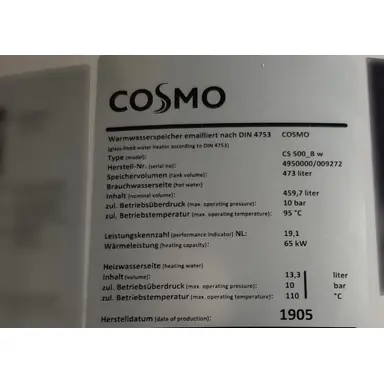 COSMO
Warmwasserspeicher emailliert nach DIN 4753 COSMO
(glass-lined water heater according to DIN 4753)
Type (model): CS 500_B w
Herstell-Nr. (serial no): 4950000/009272
Speichervolumen (tank volume): 473 liter
Brauchwasserseite (hot water)
Inhalt (nominal volume): 459,7 liter
zul. Betriebsüberdruck (max. operating pressure): 10 bar
zul. Betriebstemperatur (max. operating temperature): 95 °C
Leistungskennzahl (performance indicator) NL: 19,1
Wärmeleistung (heating capacity): 65 kW
Heizwasserseite (heating water)
Inhalt (volume): 13,3 liter
zul. Betriebsüberdruck (max. operating pressure): 10 bar
zul. Betriebstemperatur (max. operating temperature): 110 °C
Herstelldatum (date of production): 1905